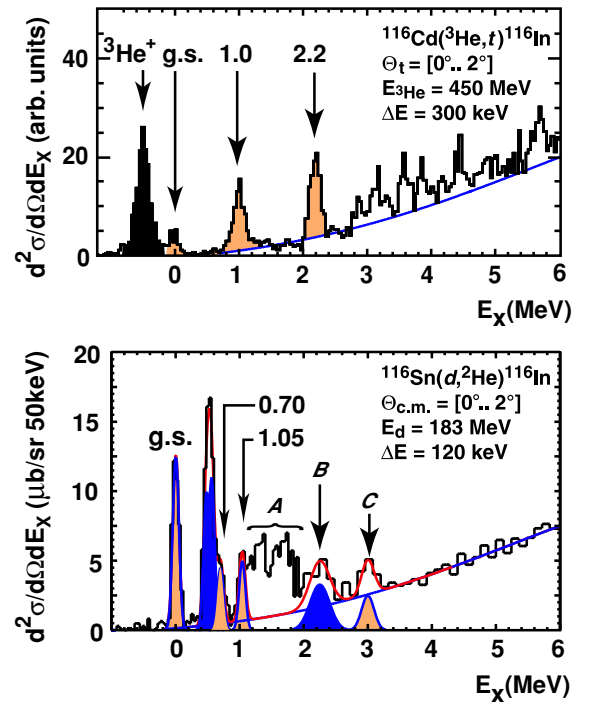 ¹¹⁶Cd(³He,t)¹¹⁶In
Θt = [0°.. 2°]
E³He = 450 MeV
ΔE = 300 keV
³He⁺ g.s. 1.0 2.2
d²σ/dΩdEx (arb. units)
40
20
0
0 1 2 3 4 5 6
Ex(MeV)
¹¹⁶Sn(d,²He)¹¹⁶In
Θc.m. = [0°.. 2°]
Ed = 183 MeV
ΔE = 120 keV
g.s.
0.70
1.05
A
B
C
d²σ/dΩdEx (μb/sr 50keV)
20
15
10
5
0
0 1 2 3 4 5 6
Ex(MeV)